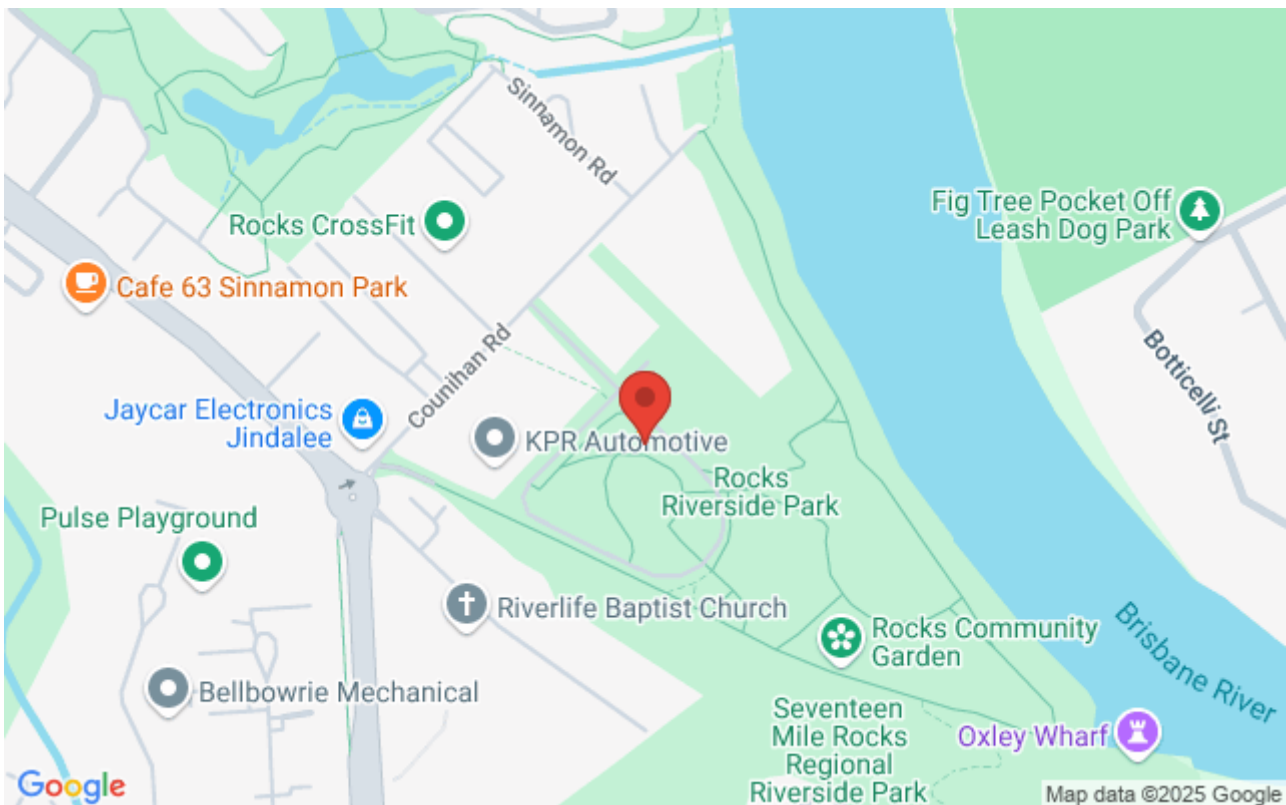 Sinnamon Rd
Fig Tree Pocket Off
Leash Dog Park
Rocks CrossFit
Cafe 63 Sinnamon Park
Botticelli St
Counihan Rd
Jaycar Electronics
Jindalee
KPR Automotive
Rocks
Riverside Park
Pulse Playground
Riverlife Baptist Church
Rocks Community
Garden
Brisbane River
Bellbowrie Mechanical
Seventeen
Mile Rocks
Regional
Riverside Park
Oxley Wharf
Google
Map data ©2025 Google